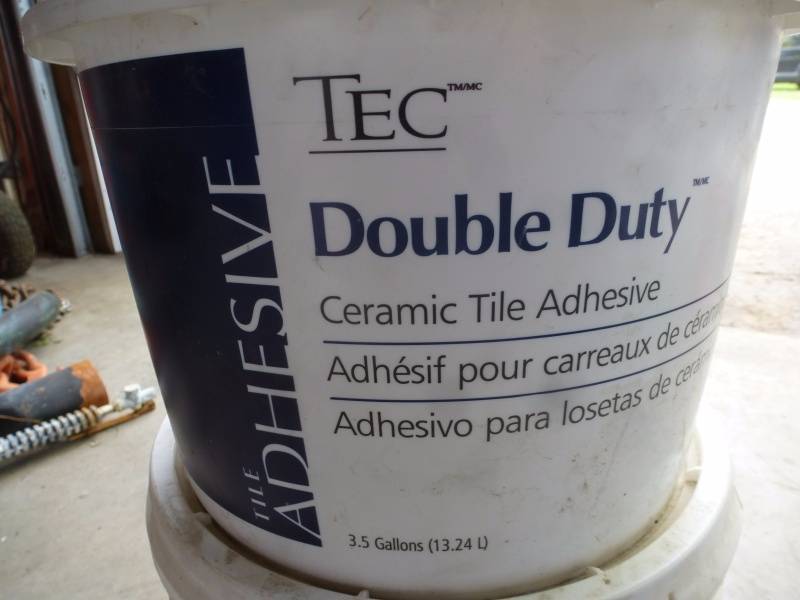 TEC™/MC
Double Duty™/MC
Ceramic Tile Adhesive
Adhésif pour carreaux de
Adhesivo para losetas de
3.5 Gallons (13.24 L)
TILE
ADHESIVE